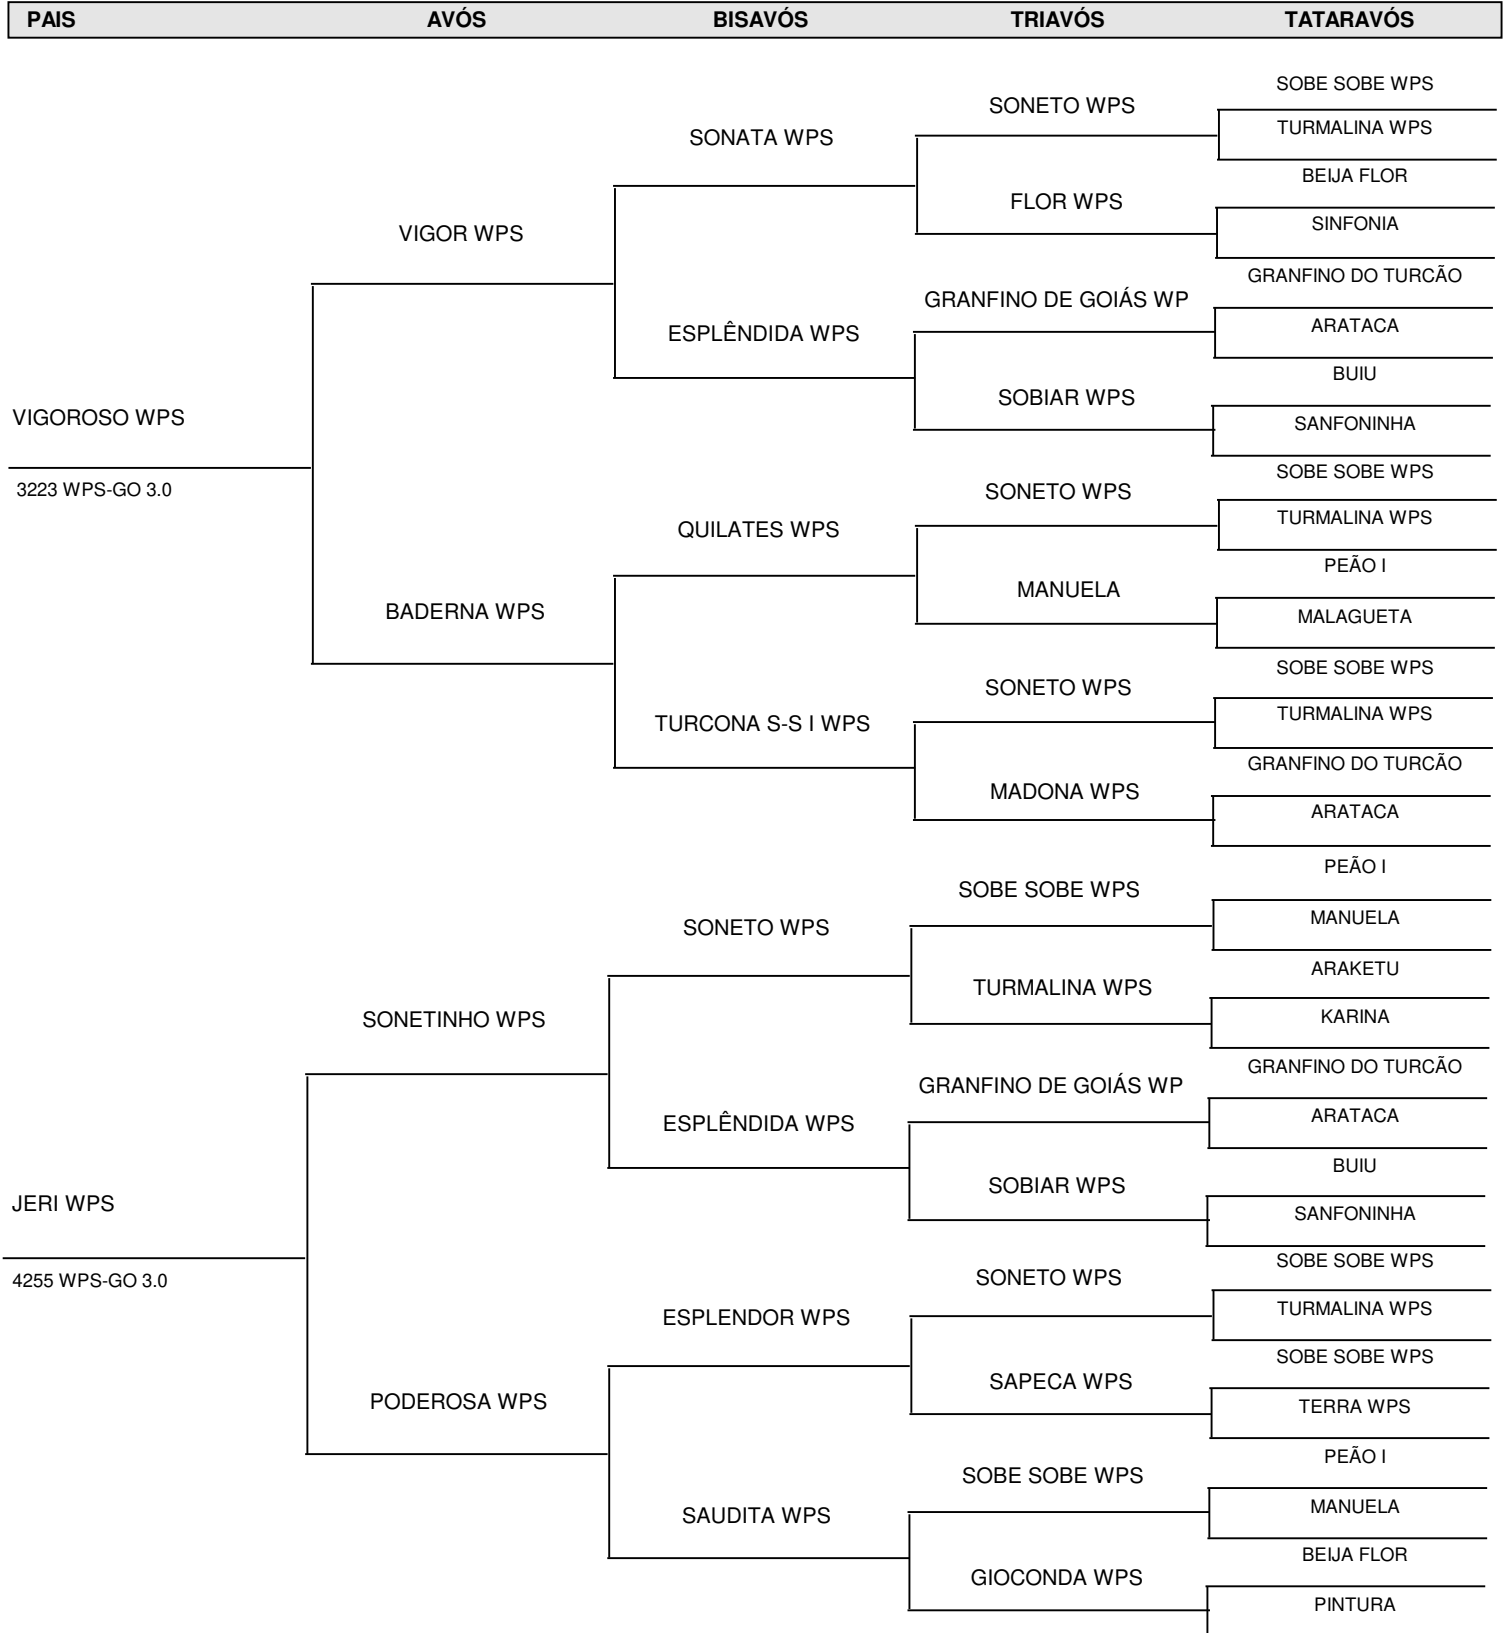 PAIS AVÓS BISAVÓS TRIAVÓS TATARAVÓS
SOBE SOBE WPS
SONETO WPS
TURMALINA WPS
SONATA WPS
BEIJA FLOR
FLOR WPS
SINFONIA
VIGOR WPS
GRANFINO DO TURCÃO
GRANFINO DE GOIÁS WP
ARATACA
ESPLÊNDIDA WPS
BUIU
SOBIAR WPS
VIGOROSO WPS
SANFONINHA
SOBE SOBE WPS
3223 WPS-GO 3.0
SONETO WPS
TURMALINA WPS
QUILATES WPS
PEÃO I
MANUELA
BADERNA WPS
MALAGUETA
SOBE SOBE WPS
SONETO WPS
TURMALINA WPS
TURCONA S-S I WPS
GRANFINO DO TURCÃO
MADONA WPS
ARATACA
PEÃO I
SOBE SOBE WPS
MANUELA
SONETO WPS
ARAKETU
TURMALINA WPS
KARINA
SONETINHO WPS
GRANFINO DO TURCÃO
GRANFINO DE GOIÁS WP
ARATACA
ESPLÊNDIDA WPS
BUIU
SOBIAR WPS
JERI WPS
SANFONINHA
SOBE SOBE WPS
4255 WPS-GO 3.0
SONETO WPS
TURMALINA WPS
ESPLENDOR WPS
SOBE SOBE WPS
SAPECA WPS
PODEROSA WPS
TERRA WPS
PEÃO I
SOBE SOBE WPS
MANUELA
SAUDITA WPS
BEIJA FLOR
GIOCONDA WPS
PINTURA